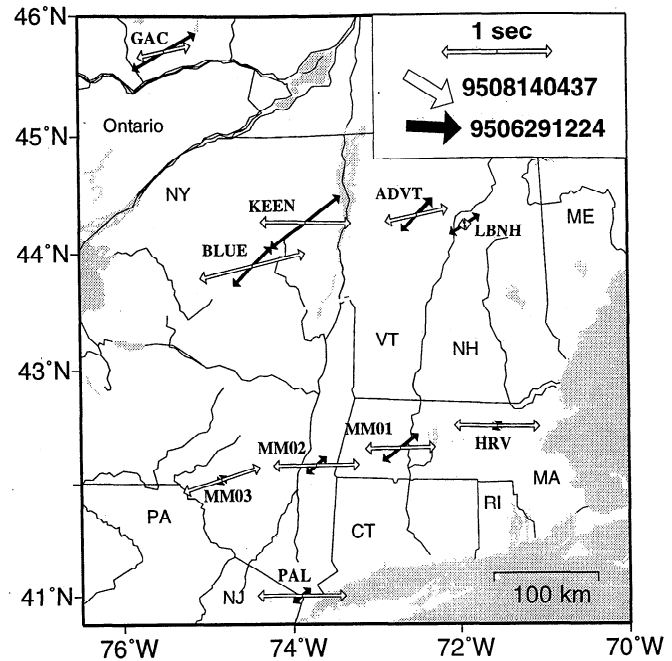 46°N
GAC
1 sec
9508140437
9506291224
45°N
Ontario
NY
KEEN
ADVT
LBNH
ME
BLUE
44°N
VT
NH
43°N
MM01
MM02
HRV
MM03
MA
PA
RI
CT
PAL
NJ
100 km
41°N
76°W
74°W
72°W
70°W